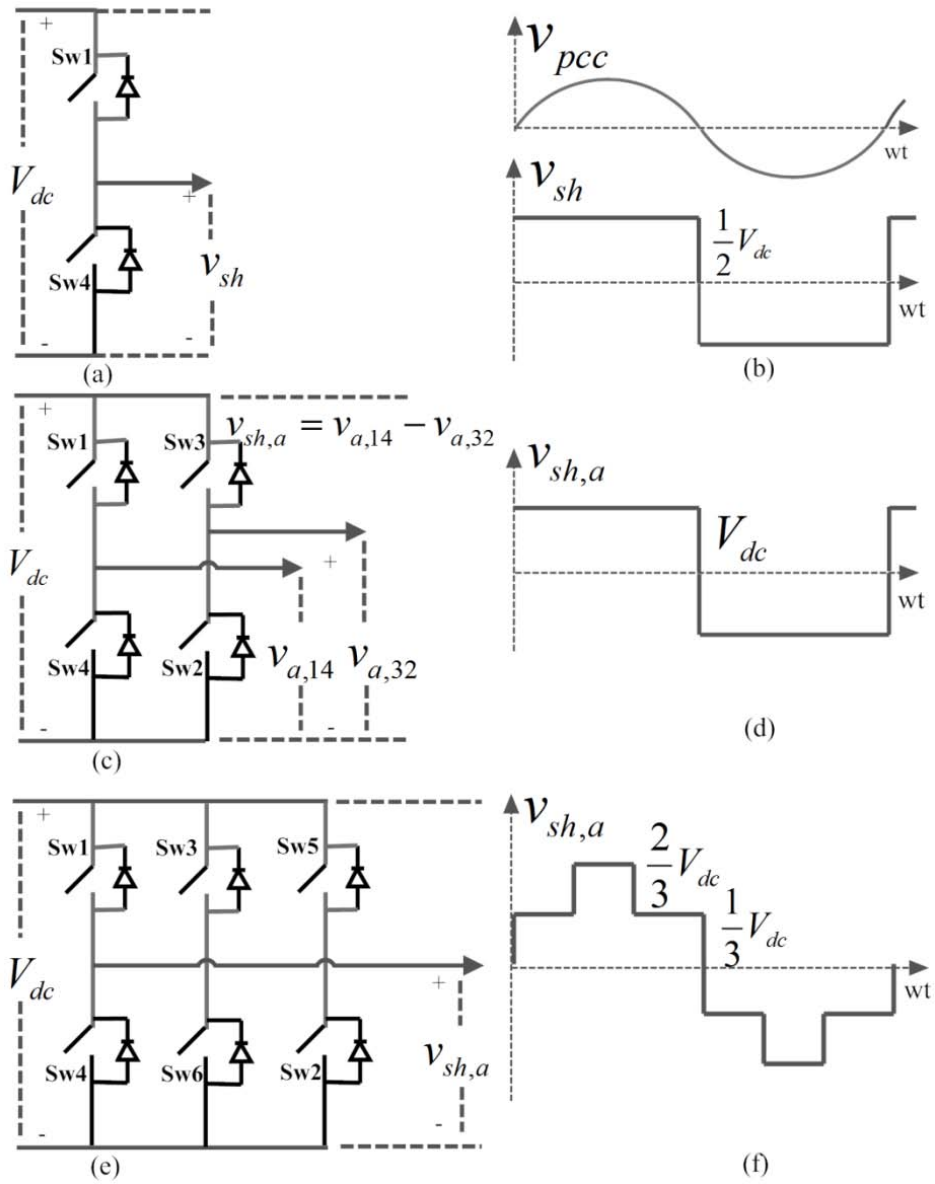 +
Sw1
V_dc
+
Sw4
v_sh
-
-
(a)
v_pcc
wt
v_sh
1/2 V_dc
wt
(b)
+
Sw1
Sw3
v_sh,a = v_a,14 − v_a,32
V_dc
+
Sw4
Sw2
v_a,14
v_a,32
-
-
(c)
v_sh,a
V_dc
wt
(d)
+
Sw1
Sw3
Sw5
V_dc
+
Sw4
Sw6
Sw2
v_sh,a
-
-
(e)
v_sh,a
2/3 V_dc
1/3 V_dc
wt
(f)